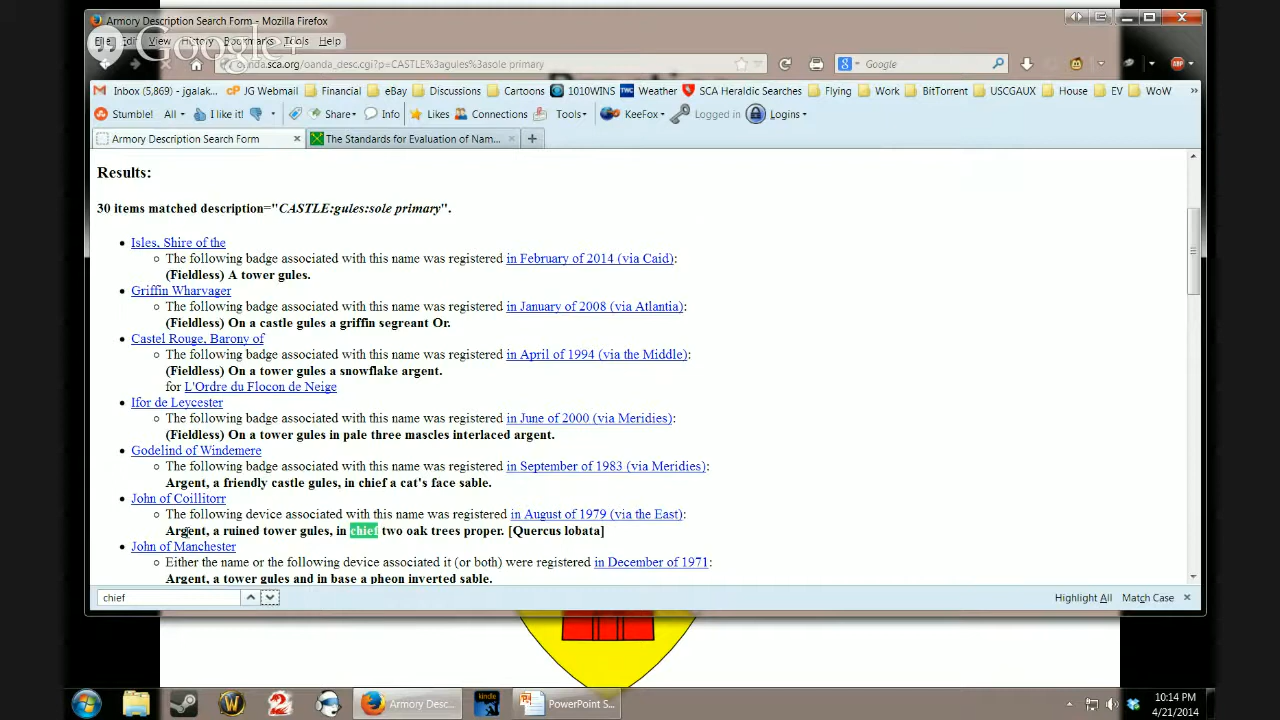 Armory Description Search Form - Mozilla Firefox
File Edit View History Bookmarks Tools Help
Google+
oanda.sca.org/oanda_desc.cgi?p=CASTLE%3agules%3asole primary
Google
Inbox (5,869) - jgalak... JG Webmail Financial eBay Discussions Cartoons 1010WINS Weather SCA Heraldic Searches Flying Work BitTorrent USCGAUX House EV WoW »
Stumble! All I like it! Share Info Likes Connections Tools KeeFox Logged in Logins
ABP
Armory Description Search Form × The Standards for Evaluation of Nam... × +
Results:
30 items matched description="CASTLE:gules:sole primary".
Isles, Shire of the
The following badge associated with this name was registered in February of 2014 (via Caid):
(Fieldless) A tower gules.
Griffin Wharvager
The following badge associated with this name was registered in January of 2008 (via Atlantia):
(Fieldless) On a castle gules a griffin segreant Or.
Castel Rouge, Barony of
The following badge associated with this name was registered in April of 1994 (via the Middle):
(Fieldless) On a tower gules a snowflake argent.
for L'Ordre du Flocon de Neige
Ifor de Leycester
The following badge associated with this name was registered in June of 2000 (via Meridies):
(Fieldless) On a tower gules in pale three mascles interlaced argent.
Godelind of Windemere
The following badge associated with this name was registered in September of 1983 (via Meridies):
Argent, a friendly castle gules, in chief a cat's face sable.
John of Coillitorr
The following device associated with this name was registered in August of 1979 (via the East):
Argent, a ruined tower gules, in chief two oak trees proper. [Quercus lobata]
John of Manchester
Either the name or the following device associated it (or both) were registered in December of 1971:
Argent, a tower gules and in base a pheon inverted sable.
chief Highlight All Match Case ×
kindle
Armory Desc... PowerPoint S...
10:14 PM
4/21/2014